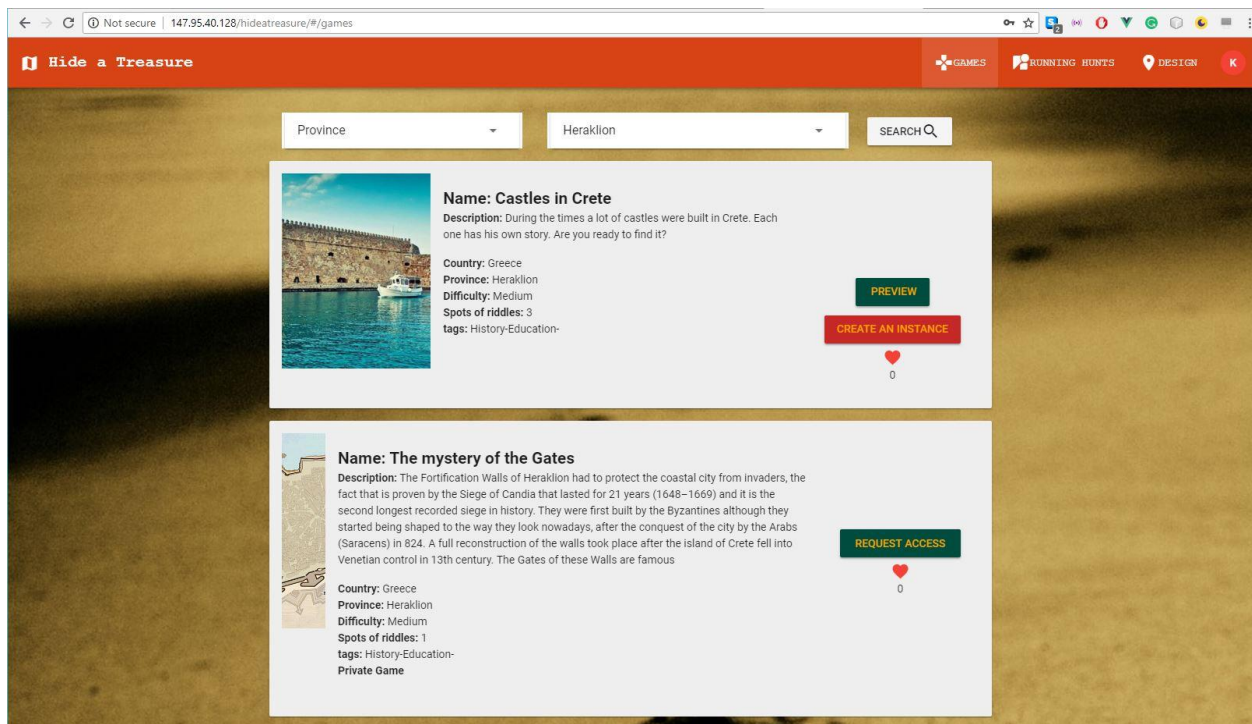 Not secure | 147.95.40.128/hideatreasure/#/games
2
Hide a Treasure
GAMES
RUNNING HUNTS
DESIGN
K
Province
Heraklion
SEARCH
Name: Castles in Crete
Description: During the times a lot of castles were built in Crete. Each
one has his own story. Are you ready to find it?
Country: Greece
Province: Heraklion
Difficulty: Medium
Spots of riddles: 3
tags: History-Education-
PREVIEW
CREATE AN INSTANCE
0
Name: The mystery of the Gates
Description: The Fortification Walls of Heraklion had to protect the coastal city from invaders, the
fact that is proven by the Siege of Candia that lasted for 21 years (1648–1669) and it is the
second longest recorded siege in history. They were first built by the Byzantines although they
started being shaped to the way they look nowadays, after the conquest of the city by the Arabs
(Saracens) in 824. A full reconstruction of the walls took place after the island of Crete fell into
Venetian control in 13th century. The Gates of these Walls are famous
Country: Greece
Province: Heraklion
Difficulty: Medium
Spots of riddles: 1
tags: History-Education-
Private Game
REQUEST ACCESS
0